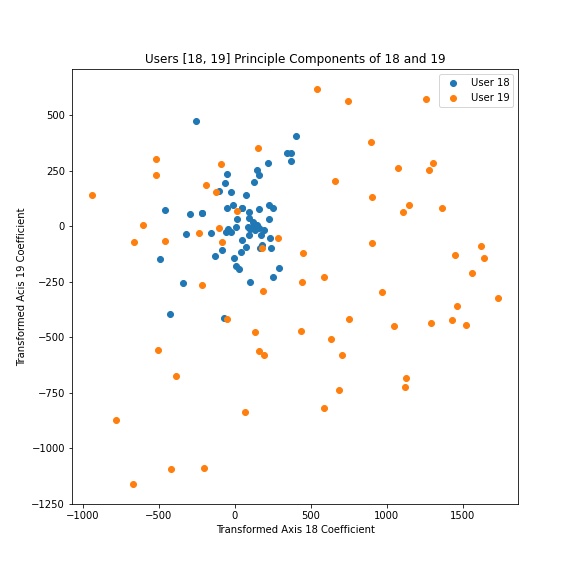 Users [18, 19] Principle Components of 18 and 19
User 18
User 19
500
250
0
−250
−500
−750
−1000
−1250
Transformed Acis 19 Coefficient
−1000
−500
0
500
1000
1500
Transformed Axis 18 Coefficient